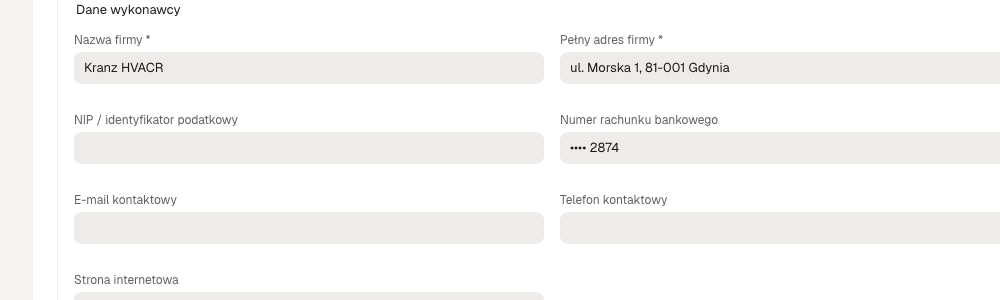 Dane wykonawcy
Nazwa firmy *
Pełny adres firmy *
Kranz HVACR
ul. Morska 1, 81-001 Gdynia
NIP / identyfikator podatkowy
Numer rachunku bankowego
•••• 2874
E-mail kontaktowy
Telefon kontaktowy
Strona internetowa